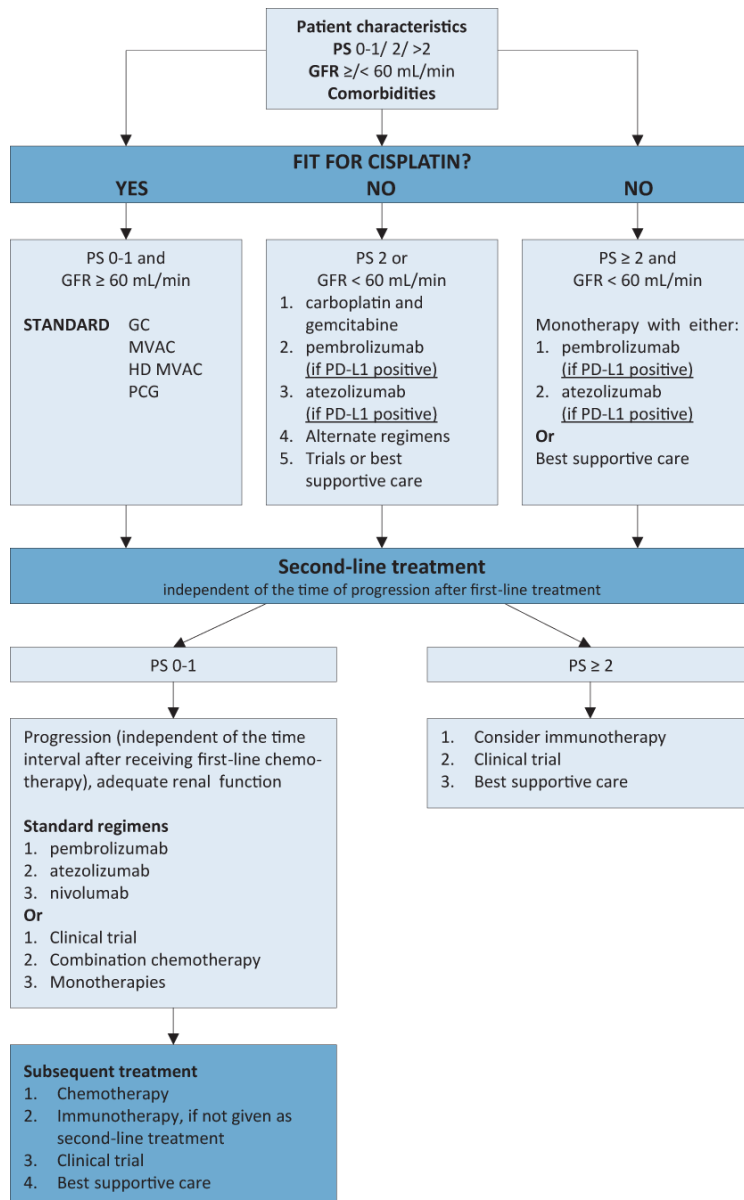 Patient characteristics
PS 0-1/ 2/ >2
GFR ≥/< 60 mL/min
Comorbidities
FIT FOR CISPLATIN?
YES
NO
NO
PS 0-1 and
GFR ≥ 60 mL/min
STANDARD GC
MVAC
HD MVAC
PCG
PS 2 or
GFR < 60 mL/min
1. carboplatin and
gemcitabine
2. pembrolizumab
(if PD-L1 positive)
3. atezolizumab
(if PD-L1 positive)
4. Alternate regimens
5. Trials or best
supportive care
PS ≥ 2 and
GFR < 60 mL/min
Monotherapy with either:
1. pembrolizumab
(if PD-L1 positive)
2. atezolizumab
(if PD-L1 positive)
Or
Best supportive care
Second-line treatment
independent of the time of progression after first-line treatment
PS 0-1
Progression (independent of the time
interval after receiving first-line chemo-
therapy), adequate renal function
Standard regimens
1. pembrolizumab
2. atezolizumab
3. nivolumab
Or
1. Clinical trial
2. Combination chemotherapy
3. Monotherapies
PS ≥ 2
1. Consider immunotherapy
2. Clinical trial
3. Best supportive care
Subsequent treatment
1. Chemotherapy
2. Immunotherapy, if not given as
second-line treatment
3. Clinical trial
4. Best supportive care